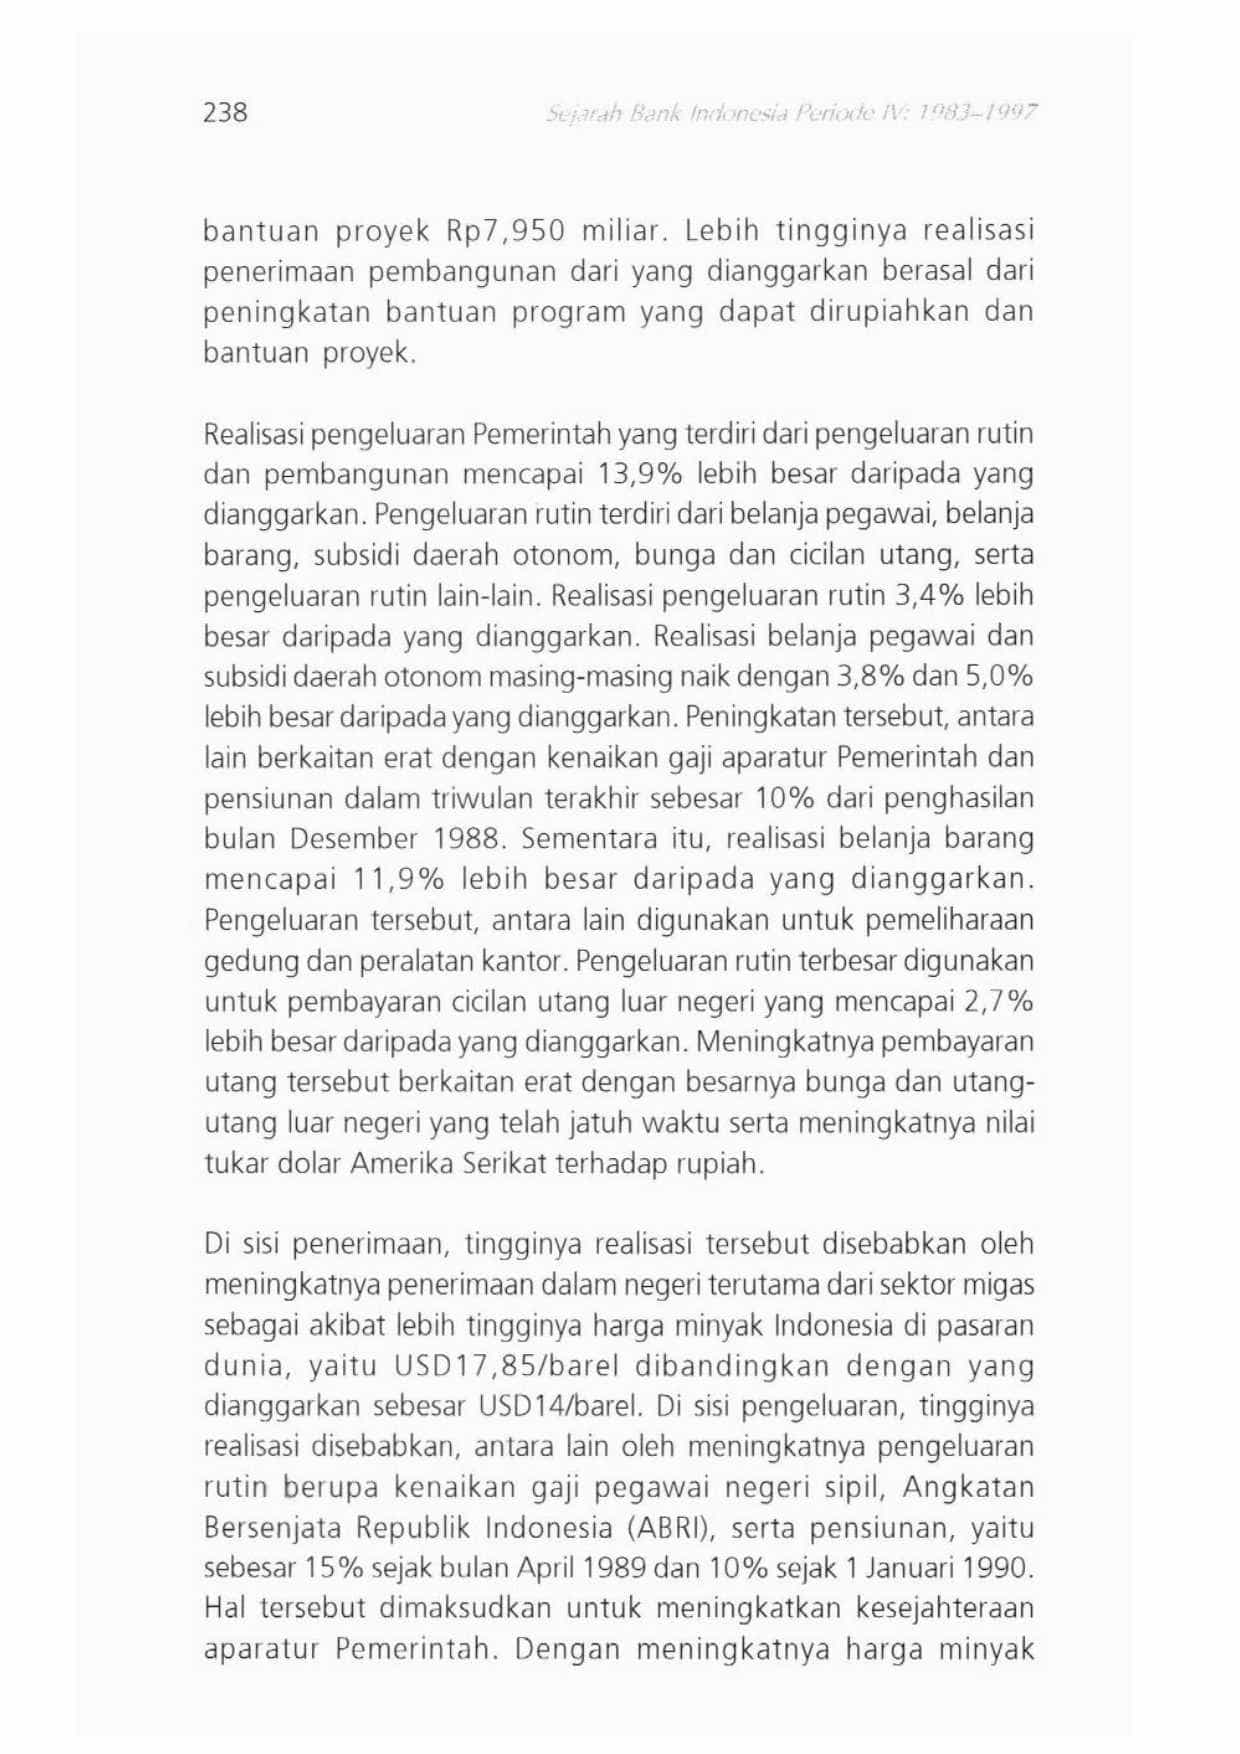 238
Sejarah Bank Indonesia Periode IV: 1983–1997
bantuan proyek Rp7,950 miliar. Lebih tingginya realisasi
penerimaan pembangunan dari yang dianggarkan berasal dari
peningkatan bantuan program yang dapat dirupiahkan dan
bantuan proyek.
Realisasi pengeluaran Pemerintah yang terdiri dari pengeluaran rutin
dan pembangunan mencapai 13,9% lebih besar daripada yang
dianggarkan. Pengeluaran rutin terdiri dari belanja pegawai, belanja
barang, subsidi daerah otonom, bunga dan cicilan utang, serta
pengeluaran rutin lain-lain. Realisasi pengeluaran rutin 3,4% lebih
besar daripada yang dianggarkan. Realisasi belanja pegawai dan
subsidi daerah otonom masing-masing naik dengan 3,8% dan 5,0%
lebih besar daripada yang dianggarkan. Peningkatan tersebut, antara
lain berkaitan erat dengan kenaikan gaji aparatur Pemerintah dan
pensiunan dalam triwulan terakhir sebesar 10% dari penghasilan
bulan Desember 1988. Sementara itu, realisasi belanja barang
mencapai 11,9% lebih besar daripada yang dianggarkan.
Pengeluaran tersebut, antara lain digunakan untuk pemeliharaan
gedung dan peralatan kantor. Pengeluaran rutin terbesar digunakan
untuk pembayaran cicilan utang luar negeri yang mencapai 2,7%
lebih besar daripada yang dianggarkan. Meningkatnya pembayaran
utang tersebut berkaitan erat dengan besarnya bunga dan utang-
utang luar negeri yang telah jatuh waktu serta meningkatnya nilai
tukar dolar Amerika Serikat terhadap rupiah.
Di sisi penerimaan, tingginya realisasi tersebut disebabkan oleh
meningkatnya penerimaan dalam negeri terutama dari sektor migas
sebagai akibat lebih tingginya harga minyak Indonesia di pasaran
dunia, yaitu USD17,85/barel dibandingkan dengan yang
dianggarkan sebesar USD14/barel. Di sisi pengeluaran, tingginya
realisasi disebabkan, antara lain oleh meningkatnya pengeluaran
rutin berupa kenaikan gaji pegawai negeri sipil, Angkatan
Bersenjata Republik Indonesia (ABRI), serta pensiunan, yaitu
sebesar 15% sejak bulan April 1989 dan 10% sejak 1 Januari 1990.
Hal tersebut dimaksudkan untuk meningkatkan kesejahteraan
aparatur Pemerintah. Dengan meningkatnya harga minyak